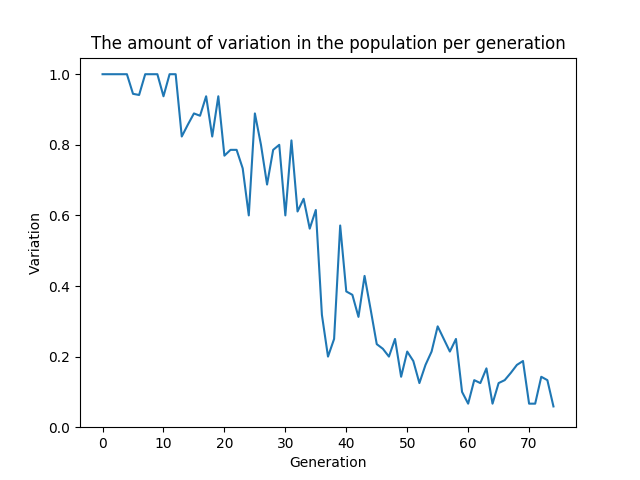 The amount of variation in the population per generation
1.0
0.8
0.6
0.4
0.2
0.0
Variation
0 10 20 30 40 50 60 70
Generation